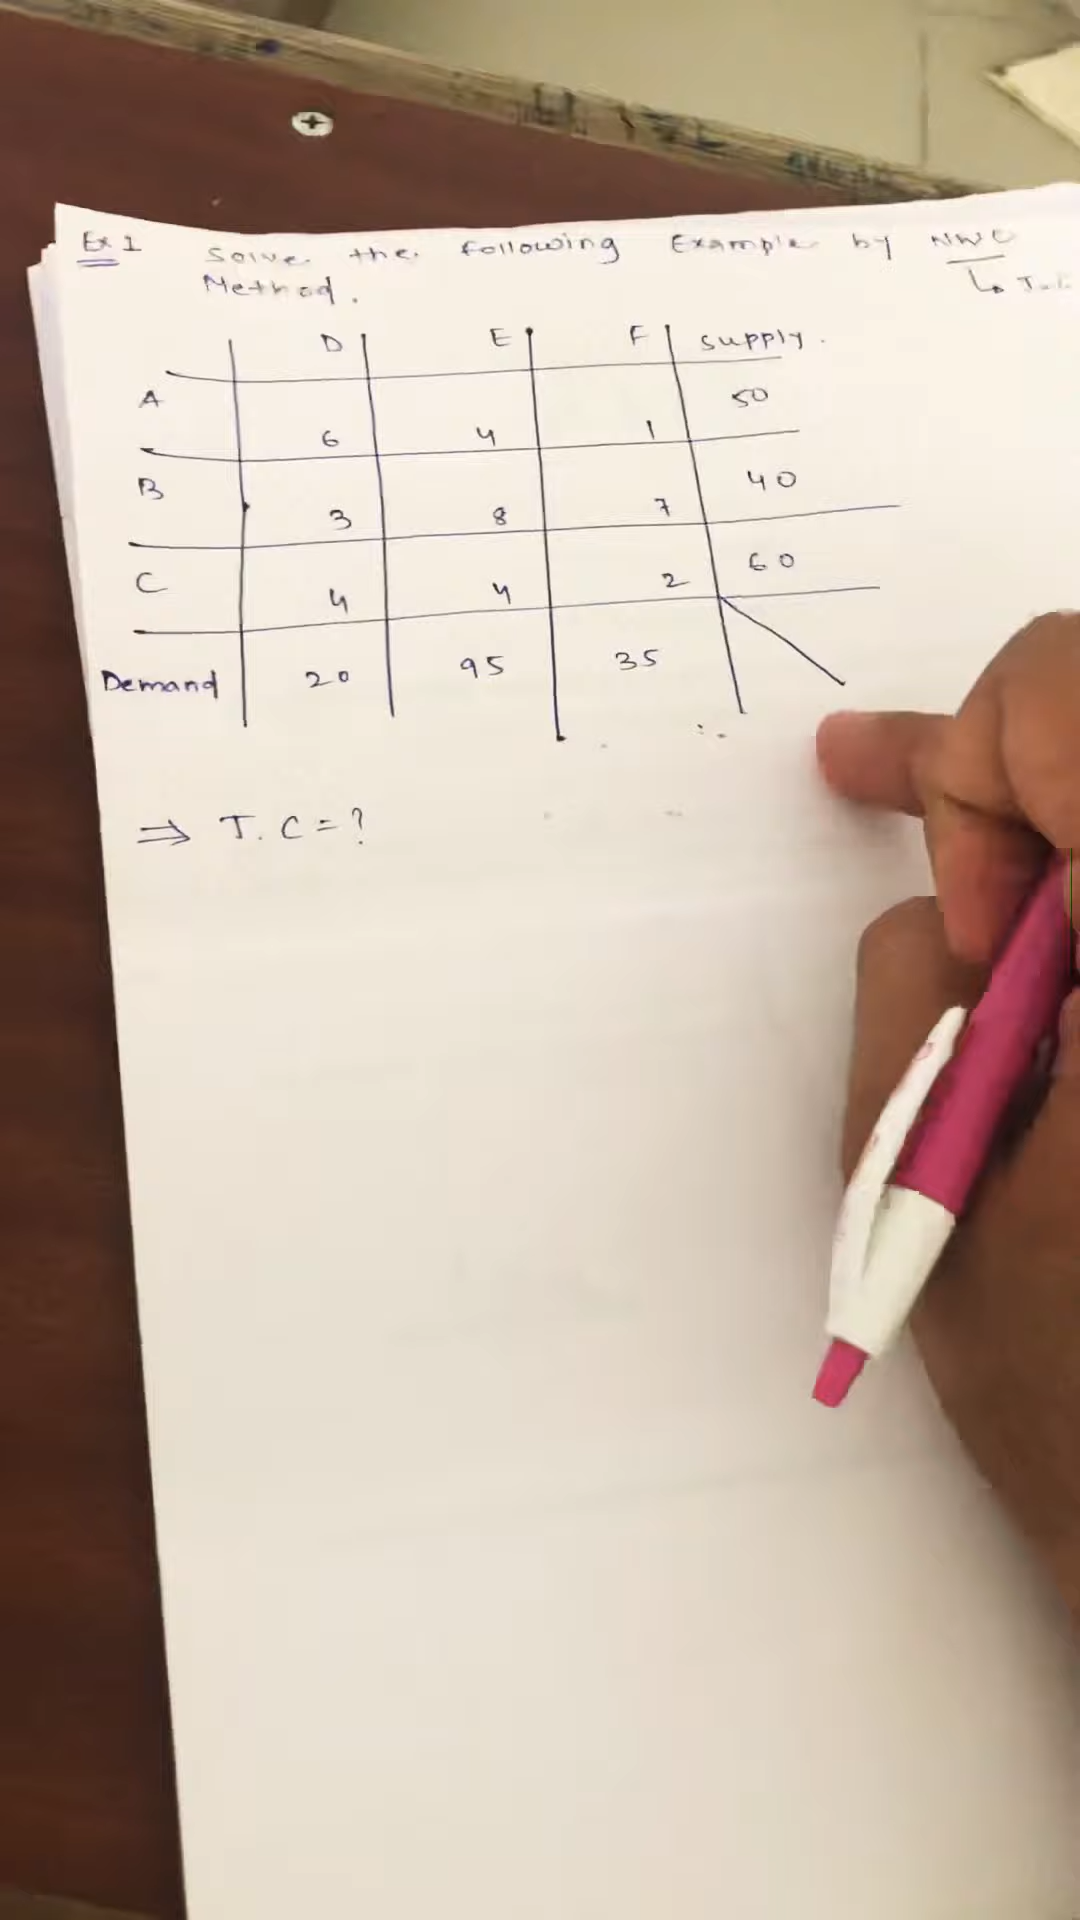 Ex 1 Solve the following Example by NWC
Method.
D E F Supply.
A 6 4 1 50
B 3 8 7 40
C 4 4 2 60
Demand 20 95 35
⇒ T. C = ?